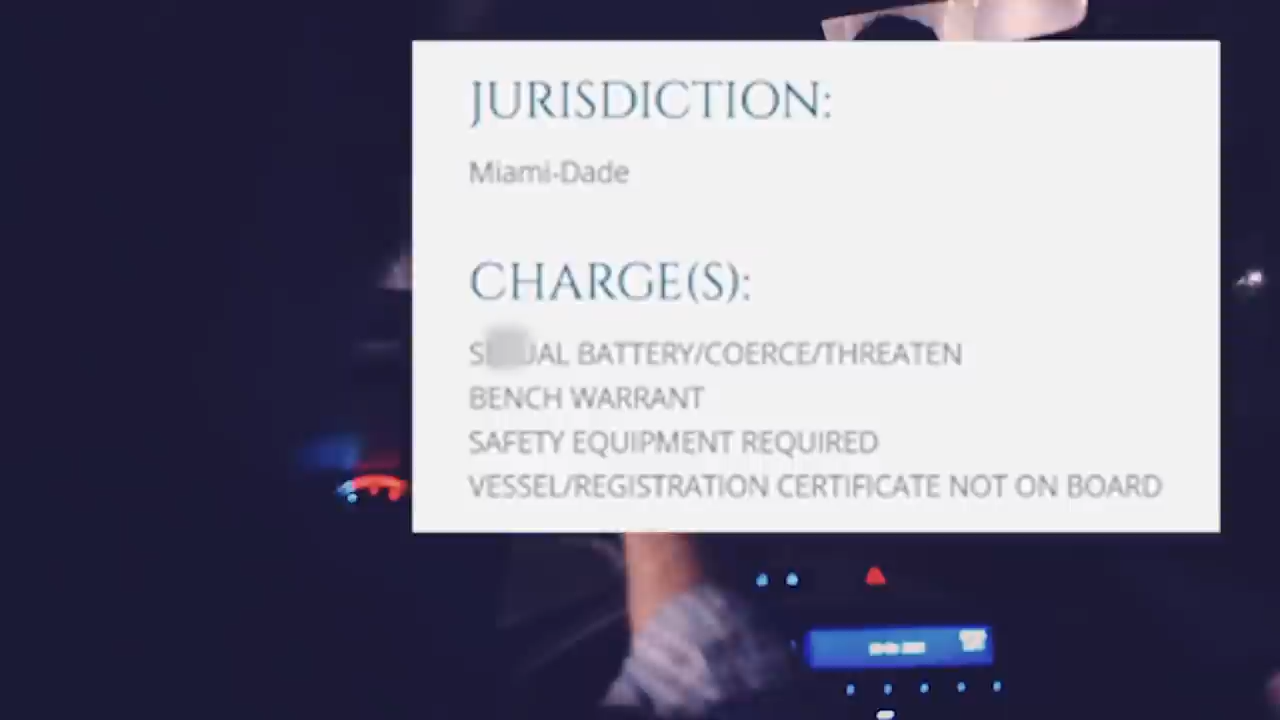 JURISDICTION:
Miami-Dade
CHARGE(S):
BATTERY/COERCE/THREATEN
BENCH WARRANT
SAFETY EQUIPMENT REQUIRED
VESSEL/REGISTRATION CERTIFICATE NOT ON BOARD